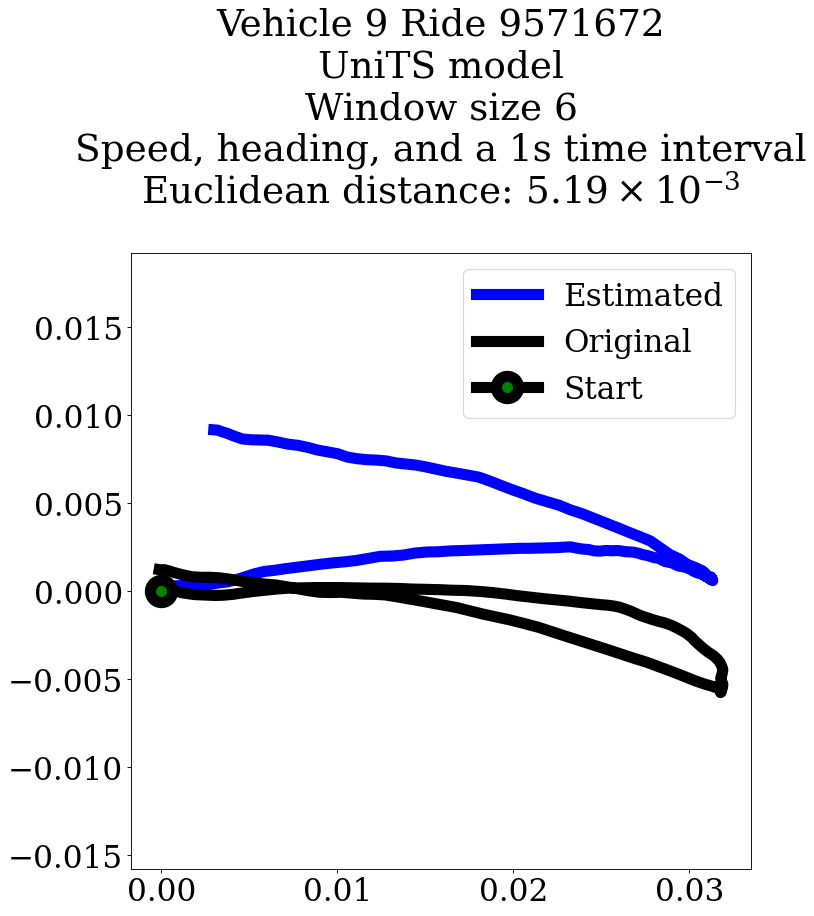 Vehicle 9 Ride 9571672
UniTS model
Window size 6
Speed, heading, and a 1s time interval
Euclidean distance: 5.19 × 10⁻³
Estimated
Original
Start
0.015
0.010
0.005
0.000
−0.005
−0.010
−0.015
0.00 0.01 0.02 0.03